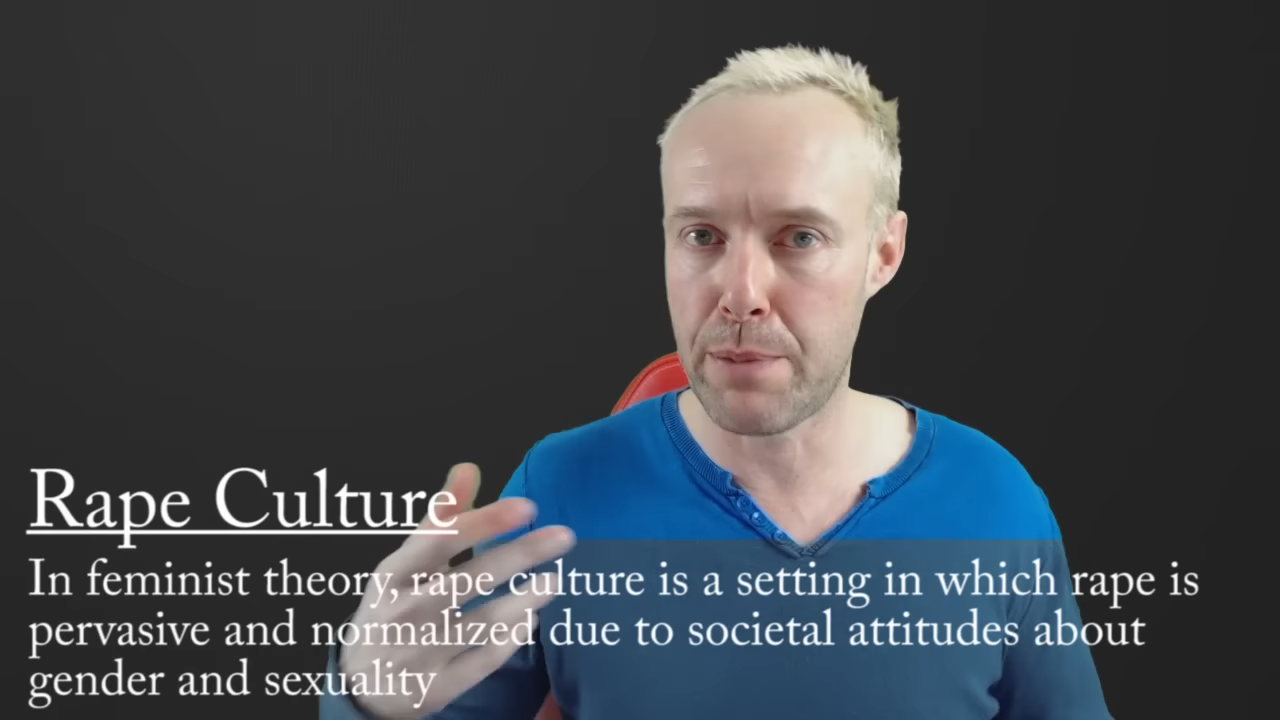 Rape Culture
In feminist theory, rape culture is a setting in which rape is
pervasive and normalized due to societal attitudes about
gender and sexuality